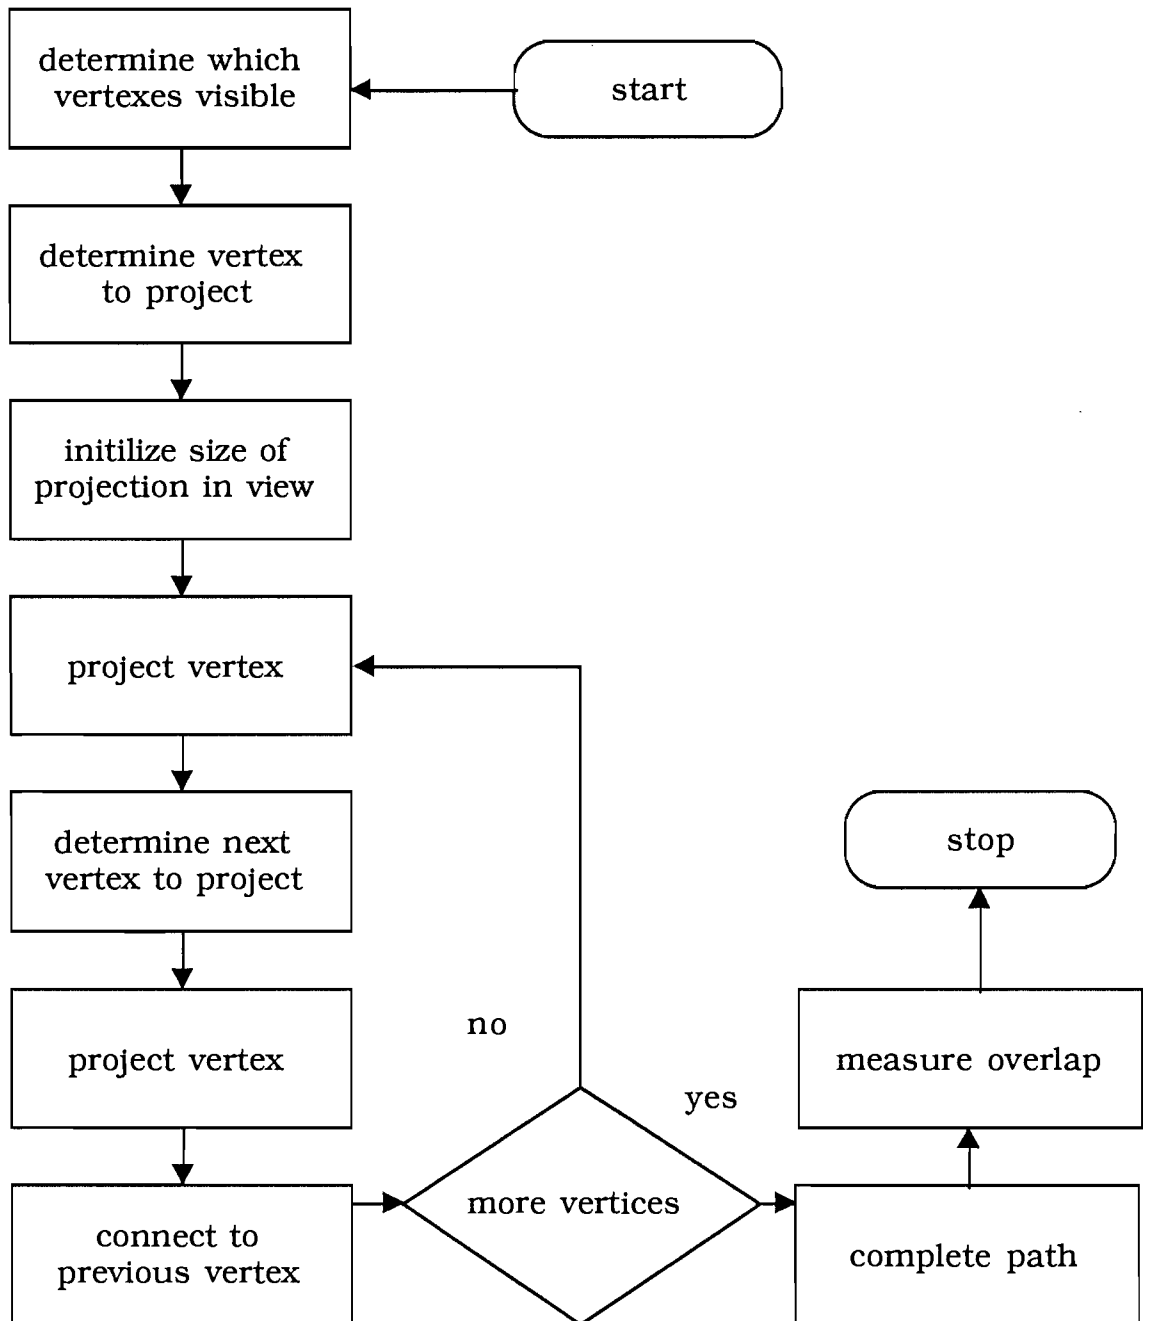 start
determine which
vertexes visible
determine vertex
to project
initilize size of
projection in view
project vertex
determine next
vertex to project
project vertex
connect to
previous vertex
more vertices
no
yes
complete path
measure overlap
stop